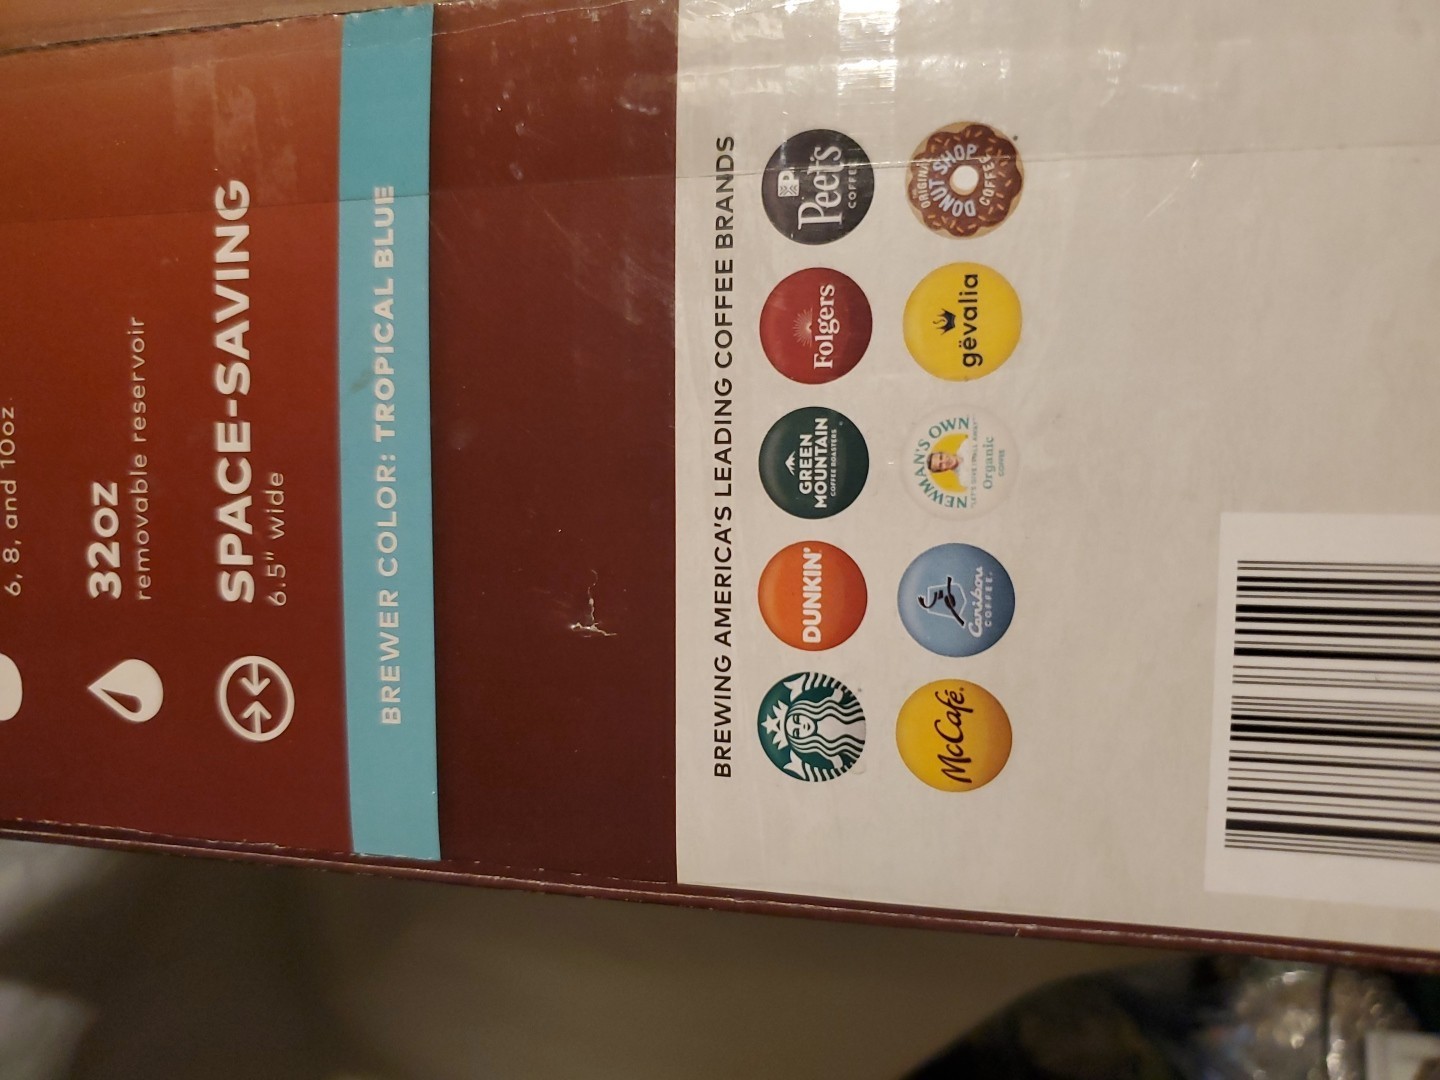 6, 8, and 10oz
32oz
removable reservoir
SPACE-SAVING
6.5" wide
BREWER COLOR: TROPICAL BLUE
BREWING AMERICA'S LEADING COFFEE BRANDS
DUNKIN'
GREEN
MOUNTAIN
COFFEE ROASTERS
Folgers
Peet's
COFFEE
McCafé
Caribou
COFFEE
NEWMAN'S OWN
Organic
COFFEE
gëvalia
ORIGINAL
DONUT SHOP
COFFEE